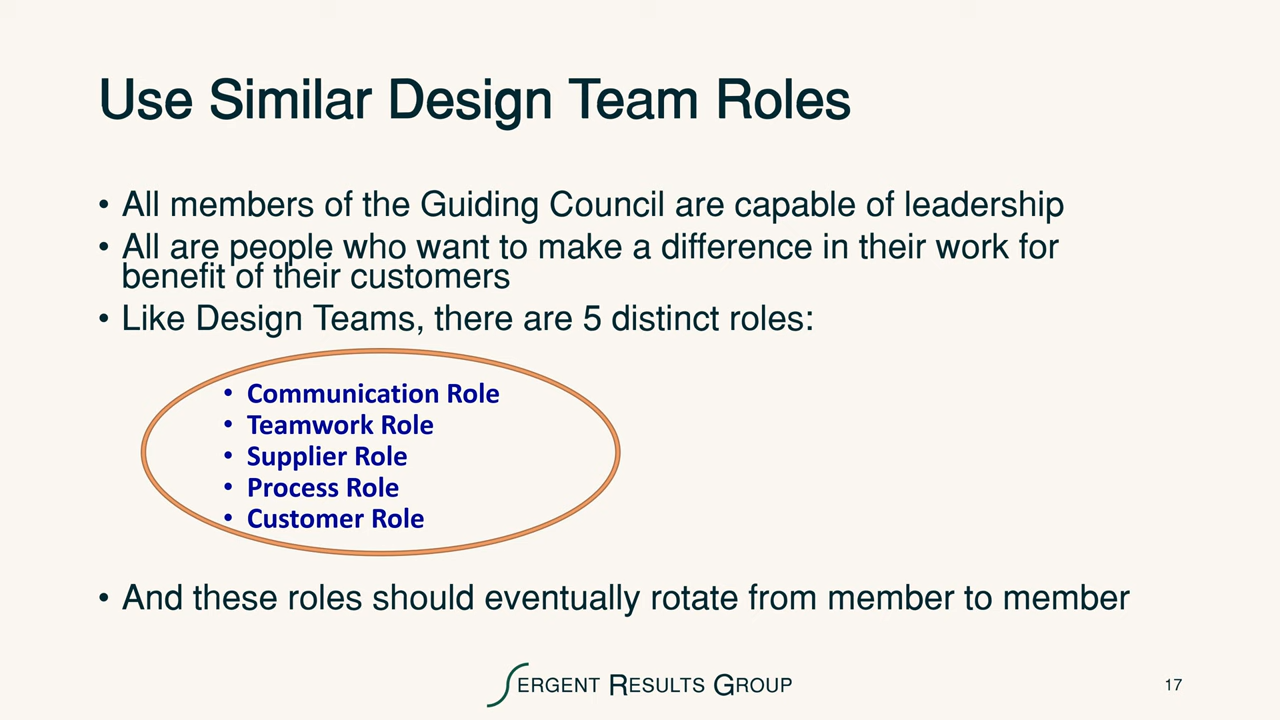 Use Similar Design Team Roles
• All members of the Guiding Council are capable of leadership
• All are people who want to make a difference in their work for
benefit of their customers
• Like Design Teams, there are 5 distinct roles:
• Communication Role
• Teamwork Role
• Supplier Role
• Process Role
• Customer Role
• And these roles should eventually rotate from member to member
SERGENT RESULTS GROUP
17